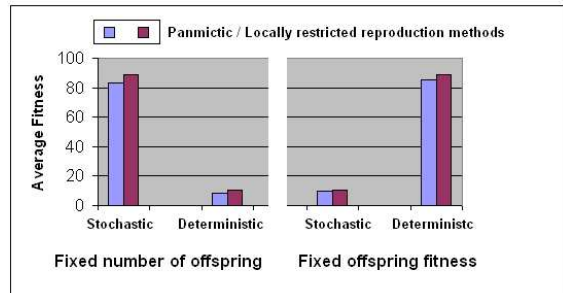 Panmictic / Locally restricted reproduction methods
Average Fitness
100
80
60
40
20
0
Stochastic Deterministic Stochastic Deterministc
Fixed number of offspring Fixed offspring fitness